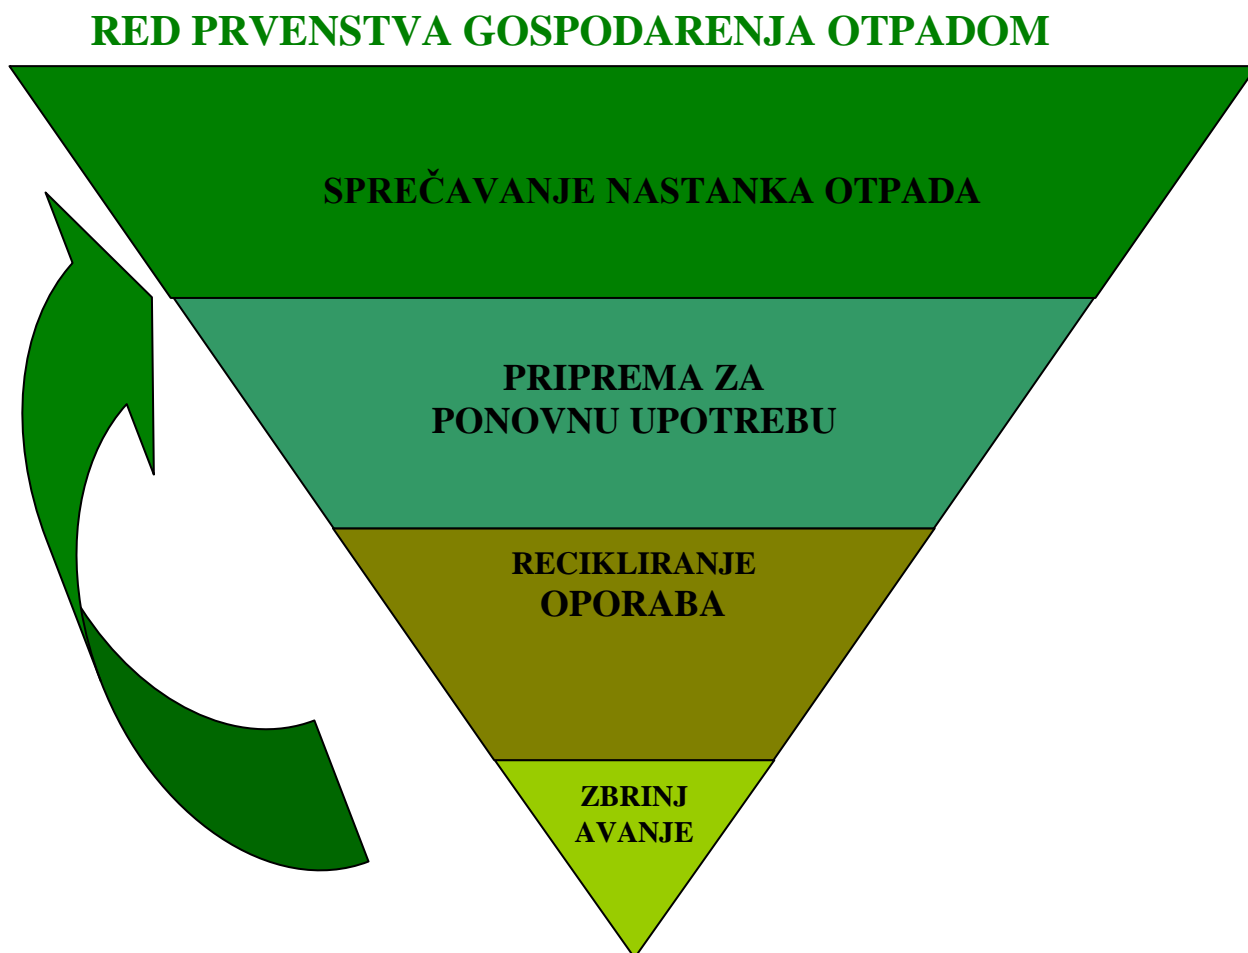 RED PRVENSTVA GOSPODARENJA OTPADOM
SPREČAVANJE NASTANKA OTPADA
PRIPREMA ZA
PONOVNU UPOTREBU
RECIKLIRANJE
OPORABA
ZBRINJ
AVANJE